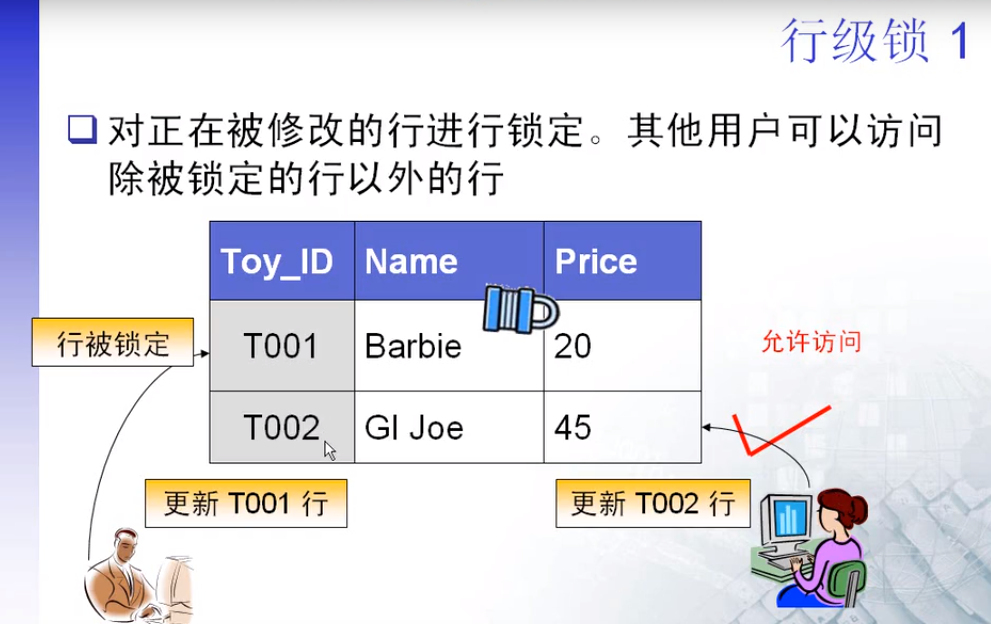 行级锁 1
对正在被修改的行进行锁定。其他用户可以访问
除被锁定的行以外的行
Toy_ID Name Price
行被锁定
T001 Barbie 20
允许访问
T002 GI Joe 45
更新 T001 行
更新 T002 行